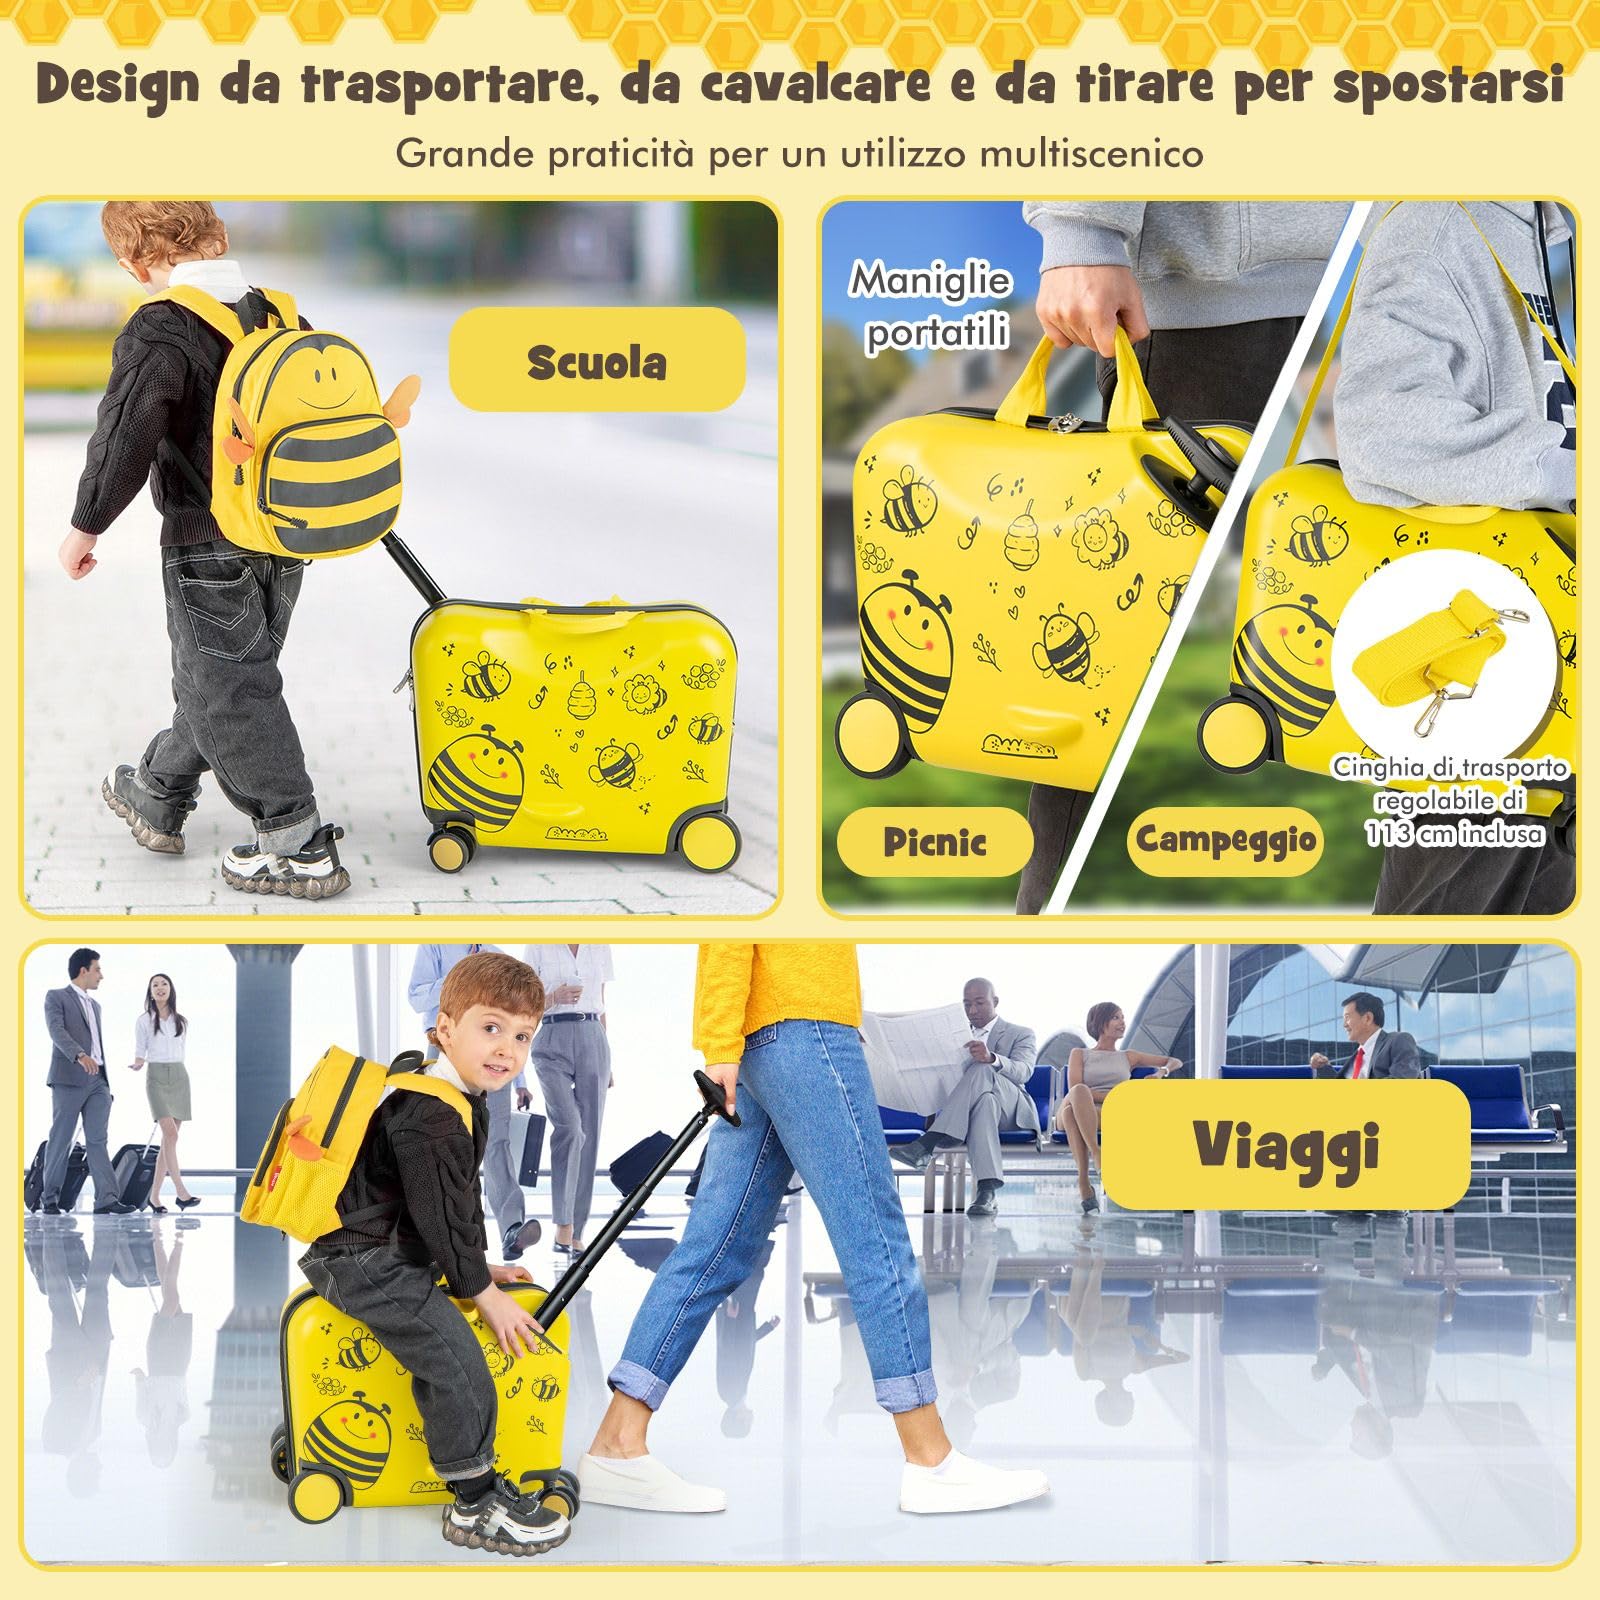 Design da trasportare, da cavalcare e da tirare per spostarsi
Grande praticità per un utilizzo multiscenico
Scuola
Maniglie
portatili
Picnic
Campeggio
Cinghia di trasporto
regolabile di
113 cm inclusa
Viaggi